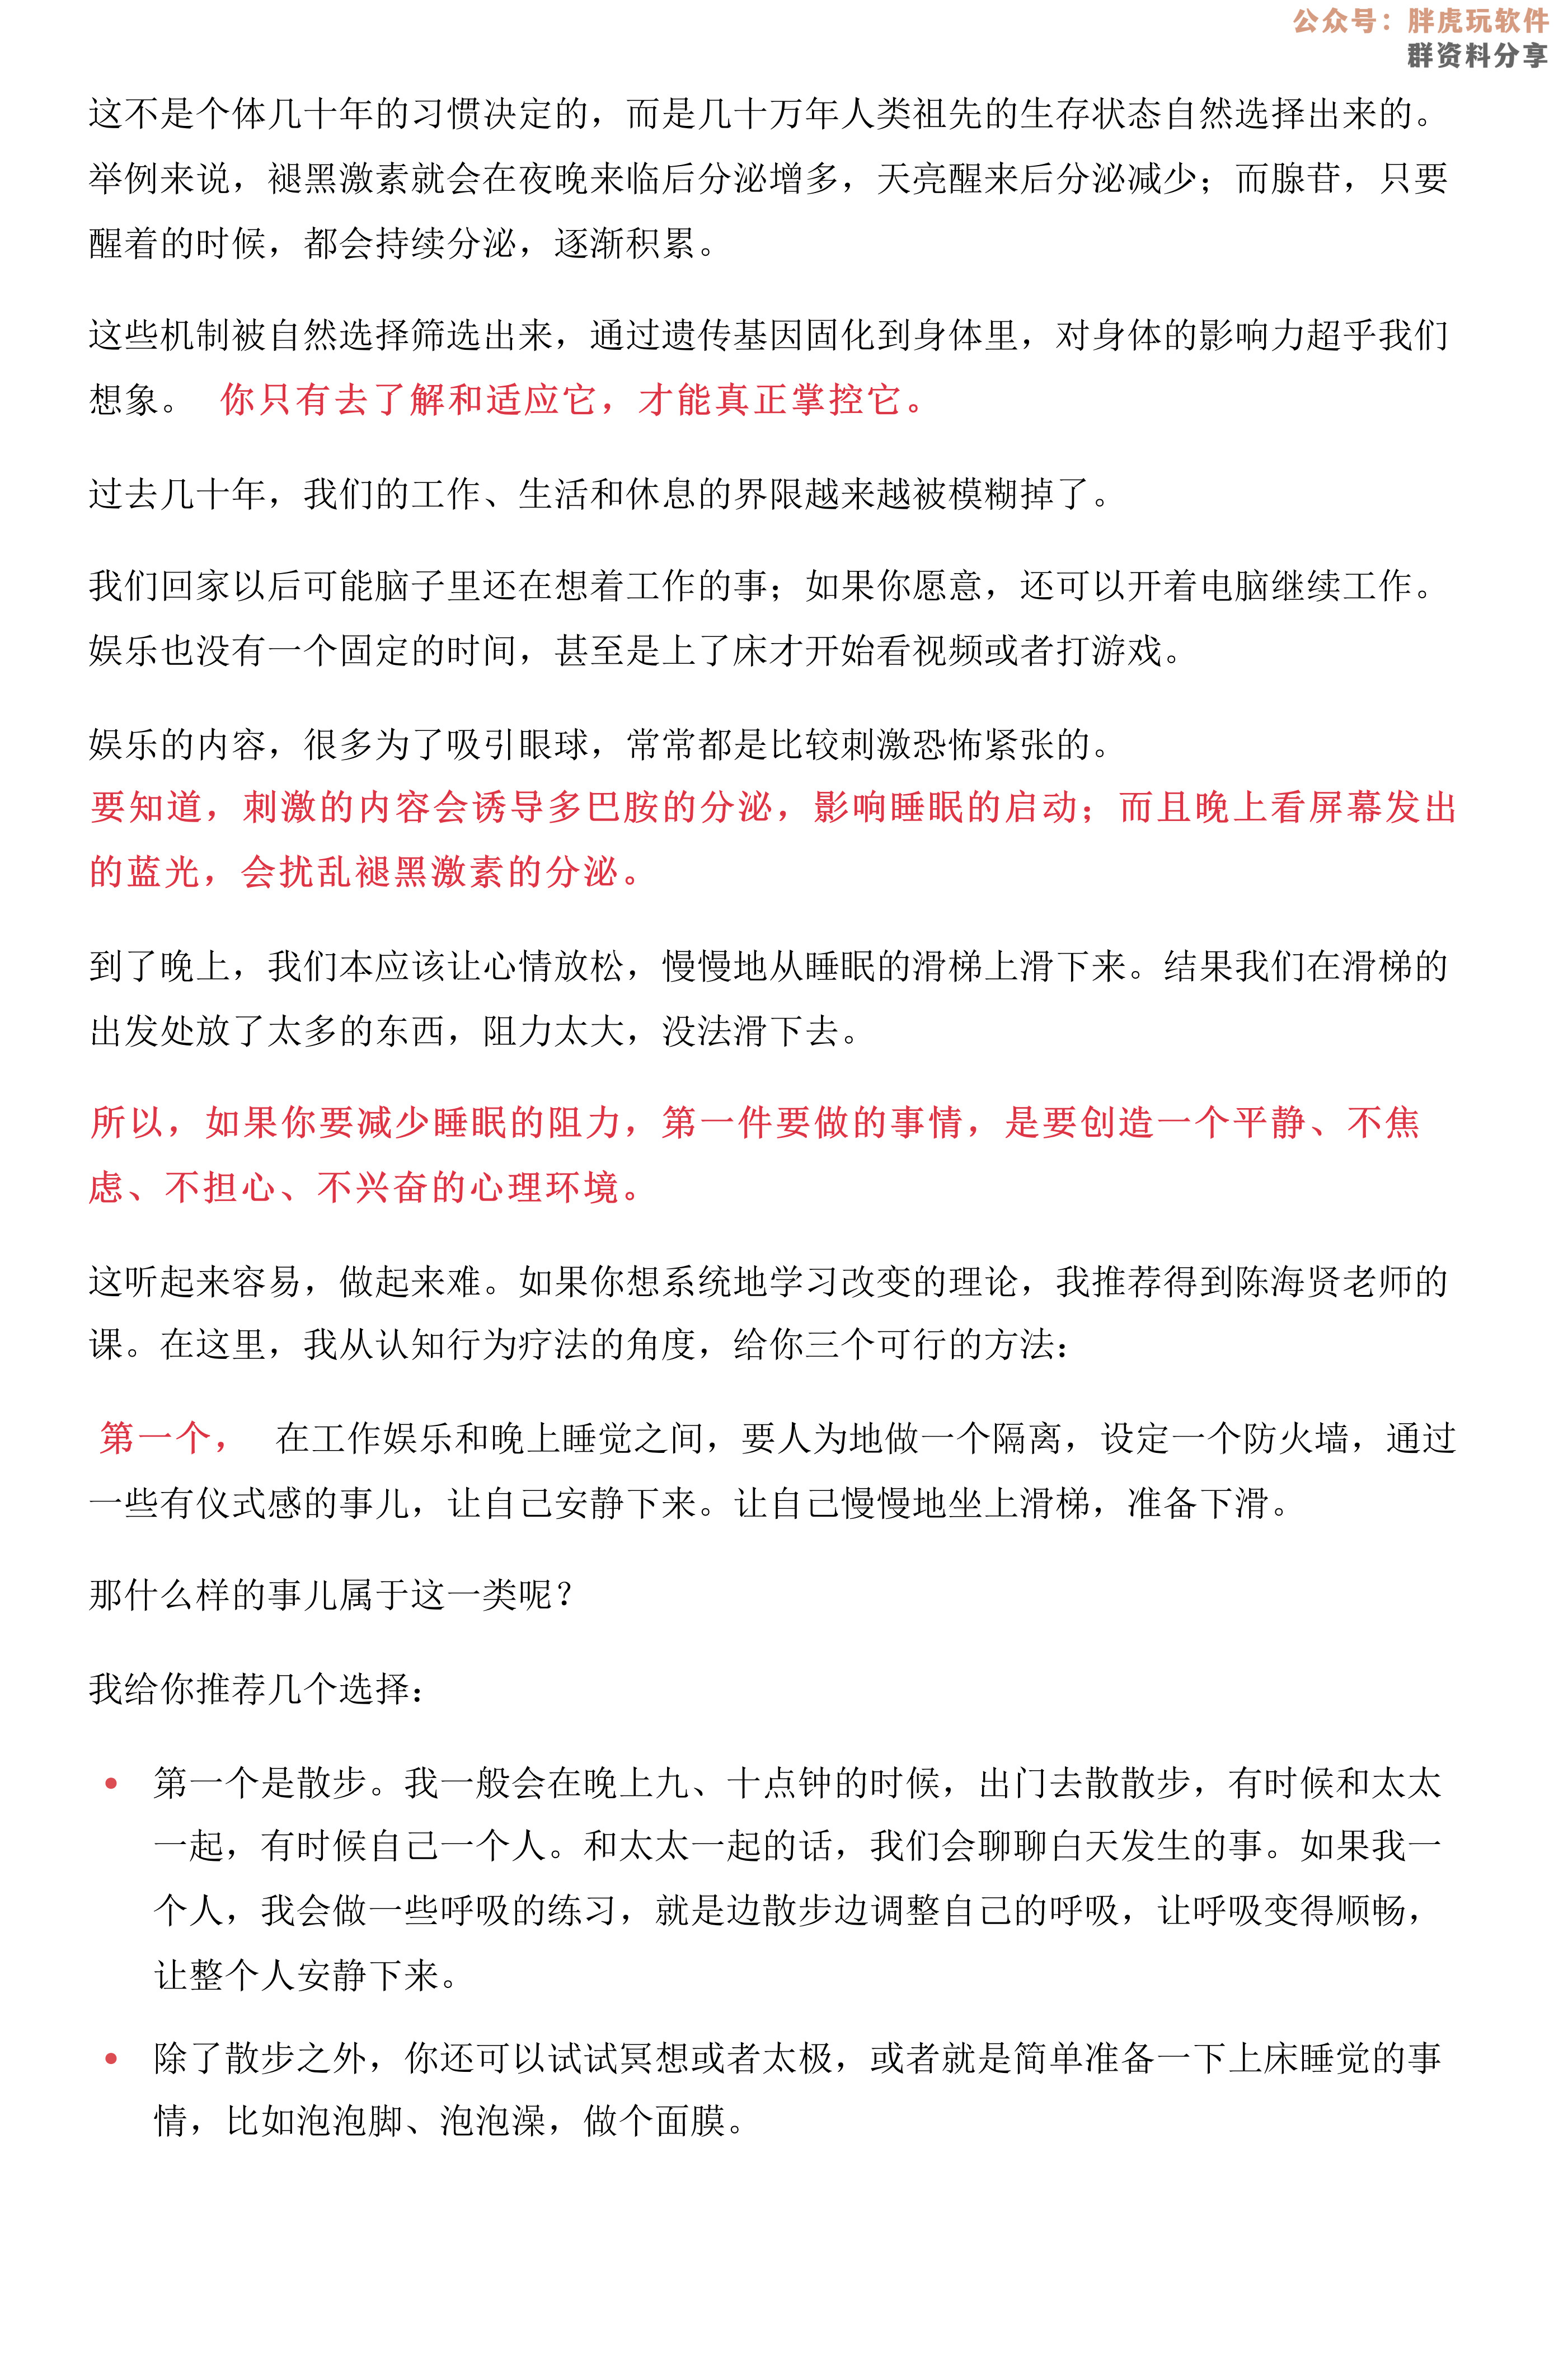 公众号：胖虎玩软件
群资料分享
这不是个体几十年的习惯决定的，而是几十万年人类祖先的生存状态自然选择出来的。
举例来说，褪黑激素就会在夜晚来临后分泌增多，天亮醒来后分泌减少；而腺苷，只要
醒着的时候，都会持续分泌，逐渐积累。
这些机制被自然选择筛选出来，通过遗传基因固化到身体里，对身体的影响力超乎我们
想象。 你只有去了解和适应它，才能真正掌控它。
过去几十年，我们的工作、生活和休息的界限越来越被模糊掉了。
我们回家以后可能脑子里还在想着工作的事；如果你愿意，还可以开着电脑继续工作。
娱乐也没有一个固定的时间，甚至是上了床才开始看视频或者打游戏。
娱乐的内容，很多为了吸引眼球，常常都是比较刺激恐怖紧张的。
要知道，刺激的内容会诱导多巴胺的分泌，影响睡眠的启动；而且晚上看屏幕发出
的蓝光，会扰乱褪黑激素的分泌。
到了晚上，我们本应该让心情放松，慢慢地从睡眠的滑梯上滑下来。结果我们在滑梯的
出发处放了太多的东西，阻力太大，没法滑下去。
所以，如果你要减少睡眠的阻力，第一件要做的事情，是要创造一个平静、不焦
虑、不担心、不兴奋的心理环境。
这听起来容易，做起来难。如果你想系统地学习改变的理论，我推荐得到陈海贤老师的
课。在这里，我从认知行为疗法的角度，给你三个可行的方法：
第一个， 在工作娱乐和晚上睡觉之间，要人为地做一个隔离，设定一个防火墙，通过
一些有仪式感的事儿，让自己安静下来。让自己慢慢地坐上滑梯，准备下滑。
那什么样的事儿属于这一类呢？
我给你推荐几个选择：
• 第一个是散步。我一般会在晚上九、十点钟的时候，出门去散散步，有时候和太太
一起，有时候自己一个人。和太太一起的话，我们会聊聊白天发生的事。如果我一
个人，我会做一些呼吸的练习，就是边散步边调整自己的呼吸，让呼吸变得顺畅，
让整个人安静下来。
• 除了散步之外，你还可以试试冥想或者太极，或者就是简单准备一下上床睡觉的事
情，比如泡泡脚、泡泡澡，做个面膜。